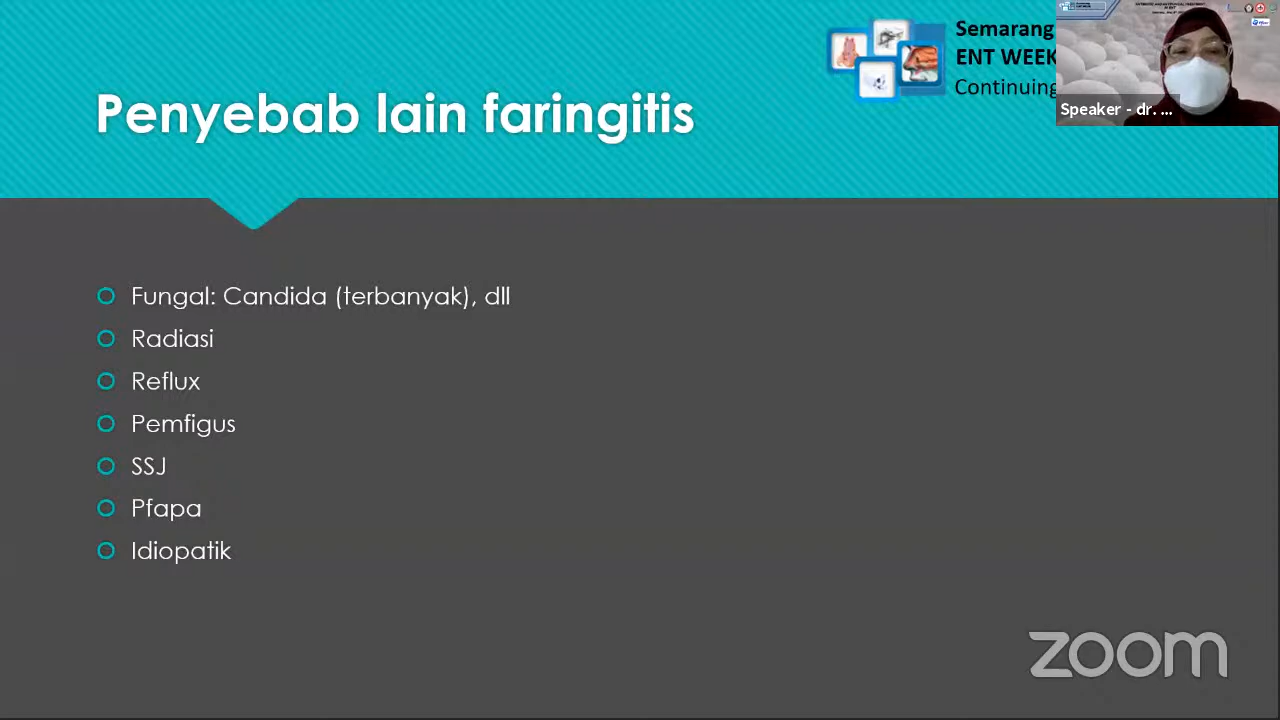 Semarang
ENT WEEK
Continuing
Penyebab lain faringitis
Speaker - dr. ...
Fungal: Candida (terbanyak), dll
Radiasi
Reflux
Pemfigus
SSJ
Pfapa
Idiopatik
zoom